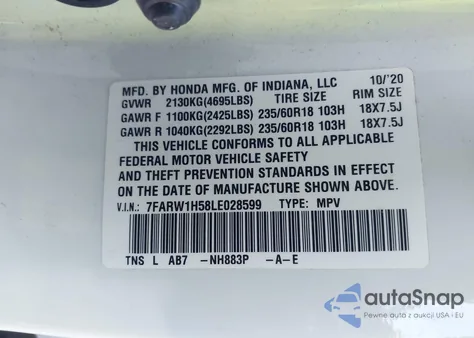 MFD. BY HONDA MFG. OF INDIANA, LLC 10/'20
GVWR 2130KG(4695LBS) TIRE SIZE RIM SIZE
GAWR F 1100KG(2425LBS) 235/60R18 103H 18X7.5J
GAWR R 1040KG(2292LBS) 235/60R18 103H 18X7.5J
THIS VEHICLE CONFORMS TO ALL APPLICABLE
FEDERAL MOTOR VEHICLE SAFETY
AND THEFT PREVENTION STANDARDS IN EFFECT
ON THE DATE OF MANUFACTURE SHOWN ABOVE.
V.I.N.: 7FARW1H58LE028599 TYPE: MPV
TNS L AB7 -NH883P -A-E
autoSnap
Pewne auta z aukcji USA i EU